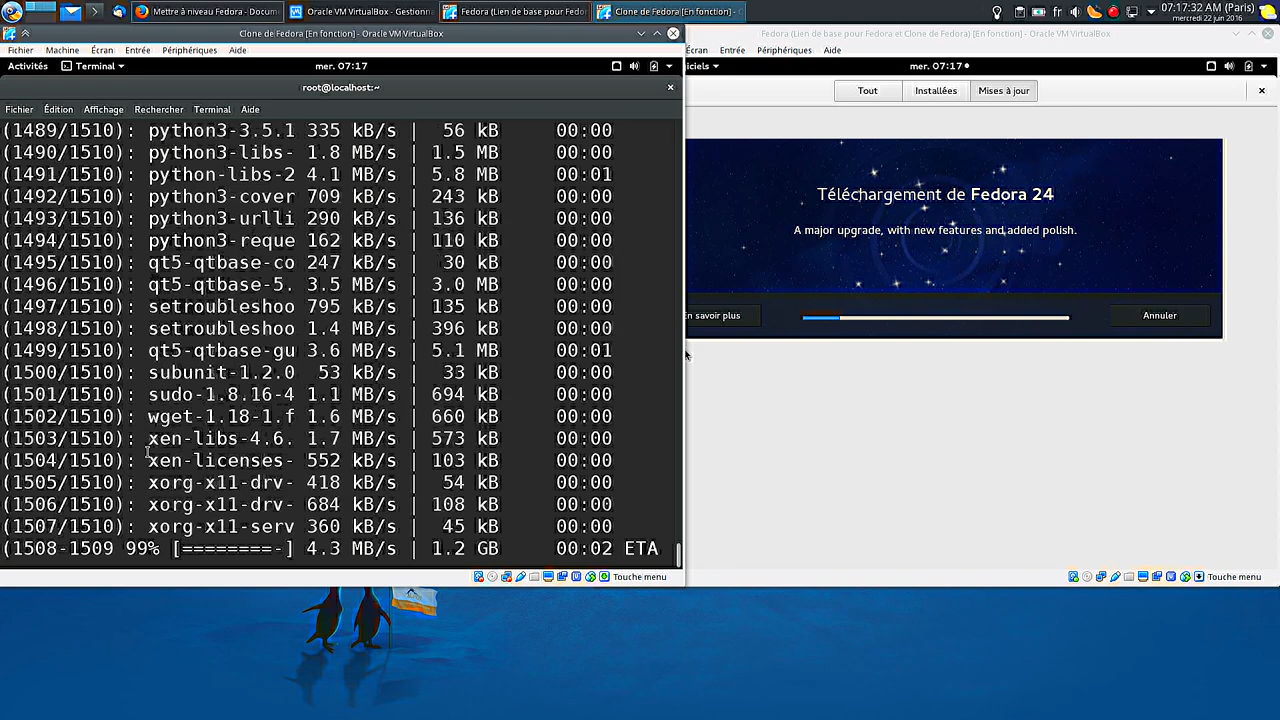 Mettre à niveau Fedora - Docum
Oracle VM VirtualBox - Gestionn
Fedora (Lien de base pour Fedo
Clone de Fedora [En fonction] - O
fr
07:17:32 AM (Paris)
mercredi 22 juin 2016
Clone de Fedora [En fonction] - Oracle VM VirtualBox
Fichier Machine Écran Entrée Périphériques Aide
Activités Terminal mer. 07:17
root@localhost:~
Fichier Édition Affichage Rechercher Terminal Aide
(1489/1510): python3-3.5.1 335 kB/s | 56 kB 00:00
(1490/1510): python3-libs- 1.8 MB/s | 1.5 MB 00:00
(1491/1510): python-libs-2 4.1 MB/s | 5.8 MB 00:01
(1492/1510): python3-cover 709 kB/s | 243 kB 00:00
(1493/1510): python3-urlli 290 kB/s | 136 kB 00:00
(1494/1510): python3-reque 162 kB/s | 110 kB 00:00
(1495/1510): qt5-qtbase-co 247 kB/s | 30 kB 00:00
(1496/1510): qt5-qtbase-5. 3.5 MB/s | 3.0 MB 00:00
(1497/1510): setroubleshoo 795 kB/s | 135 kB 00:00
(1498/1510): setroubleshoo 1.4 MB/s | 396 kB 00:00
(1499/1510): qt5-qtbase-gu 3.6 MB/s | 5.1 MB 00:01
(1500/1510): subunit-1.2.0 53 kB/s | 33 kB 00:00
(1501/1510): sudo-1.8.16-4 1.1 MB/s | 694 kB 00:00
(1502/1510): wget-1.18-1.f 1.6 MB/s | 660 kB 00:00
(1503/1510): xen-libs-4.6. 1.7 MB/s | 573 kB 00:00
(1504/1510): xen-licenses- 552 kB/s | 103 kB 00:00
(1505/1510): xorg-x11-drv- 418 kB/s | 54 kB 00:00
(1506/1510): xorg-x11-drv- 684 kB/s | 108 kB 00:00
(1507/1510): xorg-x11-serv 360 kB/s | 45 kB 00:00
(1508-1509 99% [========-] 4.3 MB/s | 1.2 GB 00:02 ETA
Touche menu
Fedora (Lien de base pour Fedora et Clone de Fedora) [En fonction] - Oracle VM VirtualBox
Écran Entrée Périphériques Aide
iciels mer. 07:17
Tout Installées Mises à jour
Téléchargement de Fedora 24
A major upgrade, with new features and added polish.
En savoir plus Annuler
Touche menu